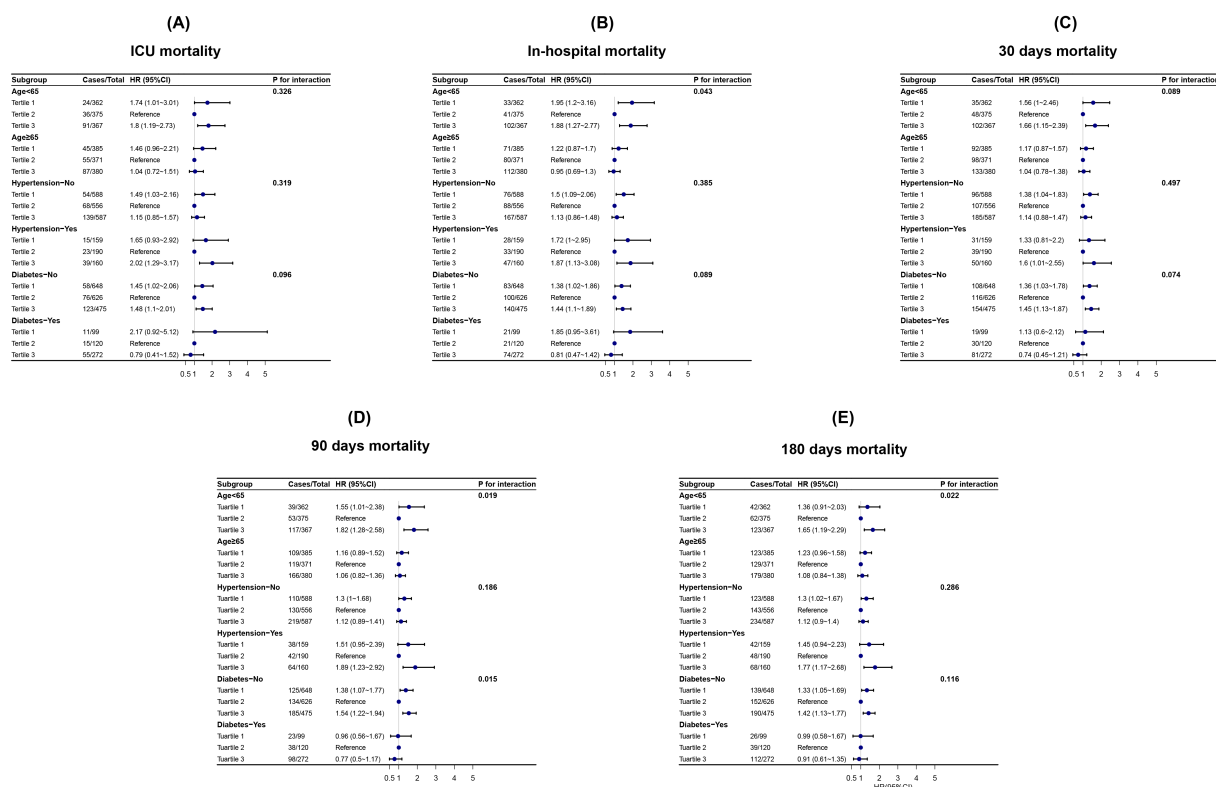 (A)
ICU mortality
Subgroup Cases/Total HR (95%CI) P for interaction
Age<65 0.326
Tertile 1 24/362 1.74 (1.01~3.01)
Tertile 2 36/375 Reference
Tertile 3 91/367 1.8 (1.19~2.73)
Age≥65
Tertile 1 45/385 1.46 (0.96~2.21)
Tertile 2 55/371 Reference
Tertile 3 87/380 1.04 (0.72~1.51)
Hypertension−No 0.319
Tertile 1 54/588 1.49 (1.03~2.16)
Tertile 2 68/556 Reference
Tertile 3 139/587 1.15 (0.85~1.57)
Hypertension−Yes
Tertile 1 15/159 1.65 (0.93~2.92)
Tertile 2 23/190 Reference
Tertile 3 39/160 2.02 (1.29~3.17)
Diabetes−No 0.096
Tertile 1 58/648 1.45 (1.02~2.06)
Tertile 2 76/626 Reference
Tertile 3 123/475 1.48 (1.1~2.01)
Diabetes−Yes
Tertile 1 11/99 2.17 (0.92~5.12)
Tertile 2 15/120 Reference
Tertile 3 55/272 0.79 (0.41~1.52)
0.5 1 2 3 4 5
(B)
In−hospital mortality
Subgroup Cases/Total HR (95%CI) P for interaction
Age<65 0.043
Tertile 1 33/362 1.95 (1.2~3.16)
Tertile 2 41/375 Reference
Tertile 3 102/367 1.88 (1.27~2.77)
Age≥65
Tertile 1 71/385 1.22 (0.87~1.7)
Tertile 2 80/371 Reference
Tertile 3 112/380 0.95 (0.69~1.3)
Hypertension−No 0.385
Tertile 1 76/588 1.5 (1.09~2.06)
Tertile 2 88/556 Reference
Tertile 3 167/587 1.13 (0.86~1.48)
Hypertension−Yes
Tertile 1 28/159 1.72 (1~2.95)
Tertile 2 33/190 Reference
Tertile 3 47/160 1.87 (1.13~3.08)
Diabetes−No 0.089
Tertile 1 83/648 1.38 (1.02~1.86)
Tertile 2 100/626 Reference
Tertile 3 140/475 1.44 (1.1~1.89)
Diabetes−Yes
Tertile 1 21/99 1.85 (0.95~3.61)
Tertile 2 21/120 Reference
Tertile 3 74/272 0.81 (0.47~1.42)
0.5 1 2 3 4 5
(C)
30 days mortality
Subgroup Cases/Total HR (95%CI) P for interaction
Age<65 0.089
Tertile 1 35/362 1.56 (1~2.46)
Tertile 2 48/375 Reference
Tertile 3 102/367 1.66 (1.15~2.39)
Age≥65
Tertile 1 92/385 1.17 (0.87~1.57)
Tertile 2 98/371 Reference
Tertile 3 133/380 1.04 (0.78~1.38)
Hypertension−No 0.497
Tertile 1 96/588 1.38 (1.04~1.83)
Tertile 2 107/556 Reference
Tertile 3 185/587 1.14 (0.88~1.47)
Hypertension−Yes
Tertile 1 31/159 1.33 (0.81~2.2)
Tertile 2 39/190 Reference
Tertile 3 50/160 1.6 (1.01~2.55)
Diabetes−No 0.074
Tertile 1 108/648 1.36 (1.03~1.78)
Tertile 2 116/626 Reference
Tertile 3 154/475 1.45 (1.13~1.87)
Diabetes−Yes
Tertile 1 19/99 1.13 (0.6~2.12)
Tertile 2 30/120 Reference
Tertile 3 81/272 0.74 (0.45~1.21)
0.5 1 2 3 4 5
(D)
90 days mortality
Subgroup Cases/Total HR (95%CI) P for interaction
Age<65 0.019
Tuartile 1 39/362 1.55 (1.01~2.38)
Tuartile 2 53/375 Reference
Tuartile 3 117/367 1.82 (1.28~2.58)
Age≥65
Tuartile 1 109/385 1.16 (0.89~1.52)
Tuartile 2 119/371 Reference
Tuartile 3 166/380 1.06 (0.82~1.36)
Hypertension−No 0.186
Tuartile 1 110/588 1.3 (1~1.68)
Tuartile 2 130/556 Reference
Tuartile 3 219/587 1.12 (0.89~1.41)
Hypertension−Yes
Tuartile 1 38/159 1.51 (0.95~2.39)
Tuartile 2 42/190 Reference
Tuartile 3 64/160 1.89 (1.23~2.92)
Diabetes−No 0.015
Tuartile 1 125/648 1.38 (1.07~1.77)
Tuartile 2 134/626 Reference
Tuartile 3 185/475 1.54 (1.22~1.94)
Diabetes−Yes
Tuartile 1 23/99 0.96 (0.56~1.67)
Tuartile 2 38/120 Reference
Tuartile 3 98/272 0.77 (0.5~1.17)
0.5 1 2 3 4 5
(E)
180 days mortality
Subgroup Cases/Total HR (95%CI) P for interaction
Age<65 0.022
Tuartile 1 42/362 1.36 (0.91~2.03)
Tuartile 2 62/375 Reference
Tuartile 3 123/367 1.65 (1.19~2.29)
Age≥65
Tuartile 1 123/385 1.23 (0.96~1.58)
Tuartile 2 129/371 Reference
Tuartile 3 179/380 1.08 (0.84~1.38)
Hypertension−No 0.286
Tuartile 1 123/588 1.3 (1.02~1.67)
Tuartile 2 143/556 Reference
Tuartile 3 234/587 1.12 (0.9~1.4)
Hypertension−Yes
Tuartile 1 42/159 1.45 (0.94~2.23)
Tuartile 2 48/190 Reference
Tuartile 3 68/160 1.77 (1.17~2.68)
Diabetes−No 0.116
Tuartile 1 139/648 1.33 (1.05~1.69)
Tuartile 2 152/626 Reference
Tuartile 3 190/475 1.42 (1.13~1.77)
Diabetes−Yes
Tuartile 1 26/99 0.99 (0.58~1.67)
Tuartile 2 39/120 Reference
Tuartile 3 112/272 0.91 (0.61~1.35)
0.5 1 2 3 4 5
HR(95%CI)